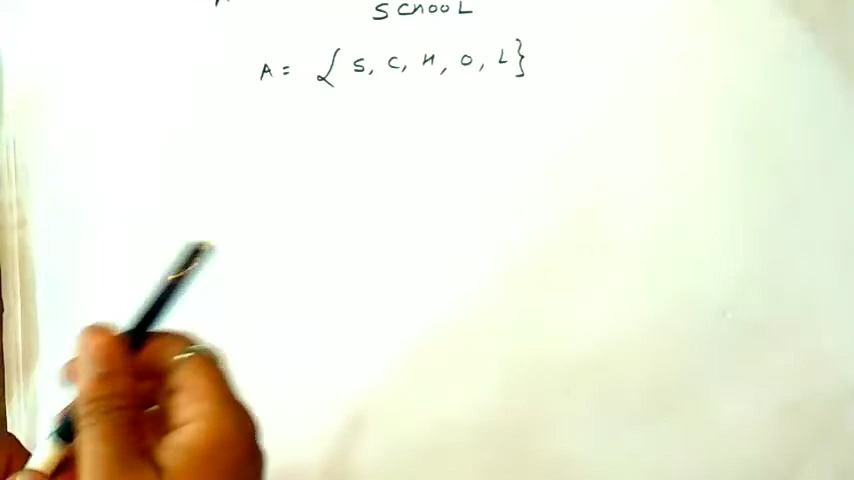 SCHOOL
A = { S, C, H, O, L}